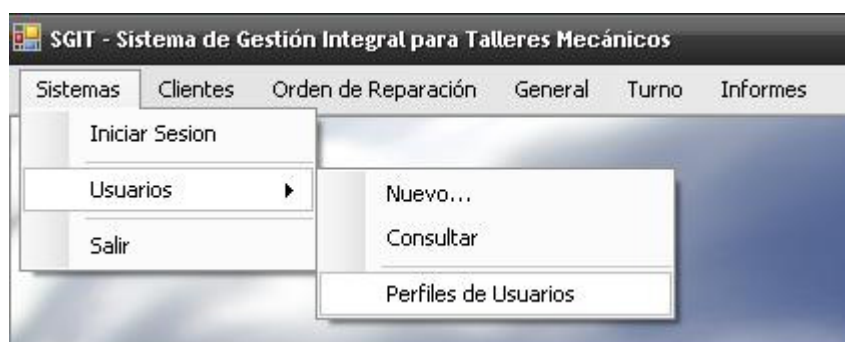 SGIT - Sistema de Gestión Integral para Talleres Mecánicos
Sistemas Clientes Orden de Reparación General Turno Informes
Iniciar Sesion
Usuarios
Nuevo...
Consultar
Salir
Perfiles de Usuarios